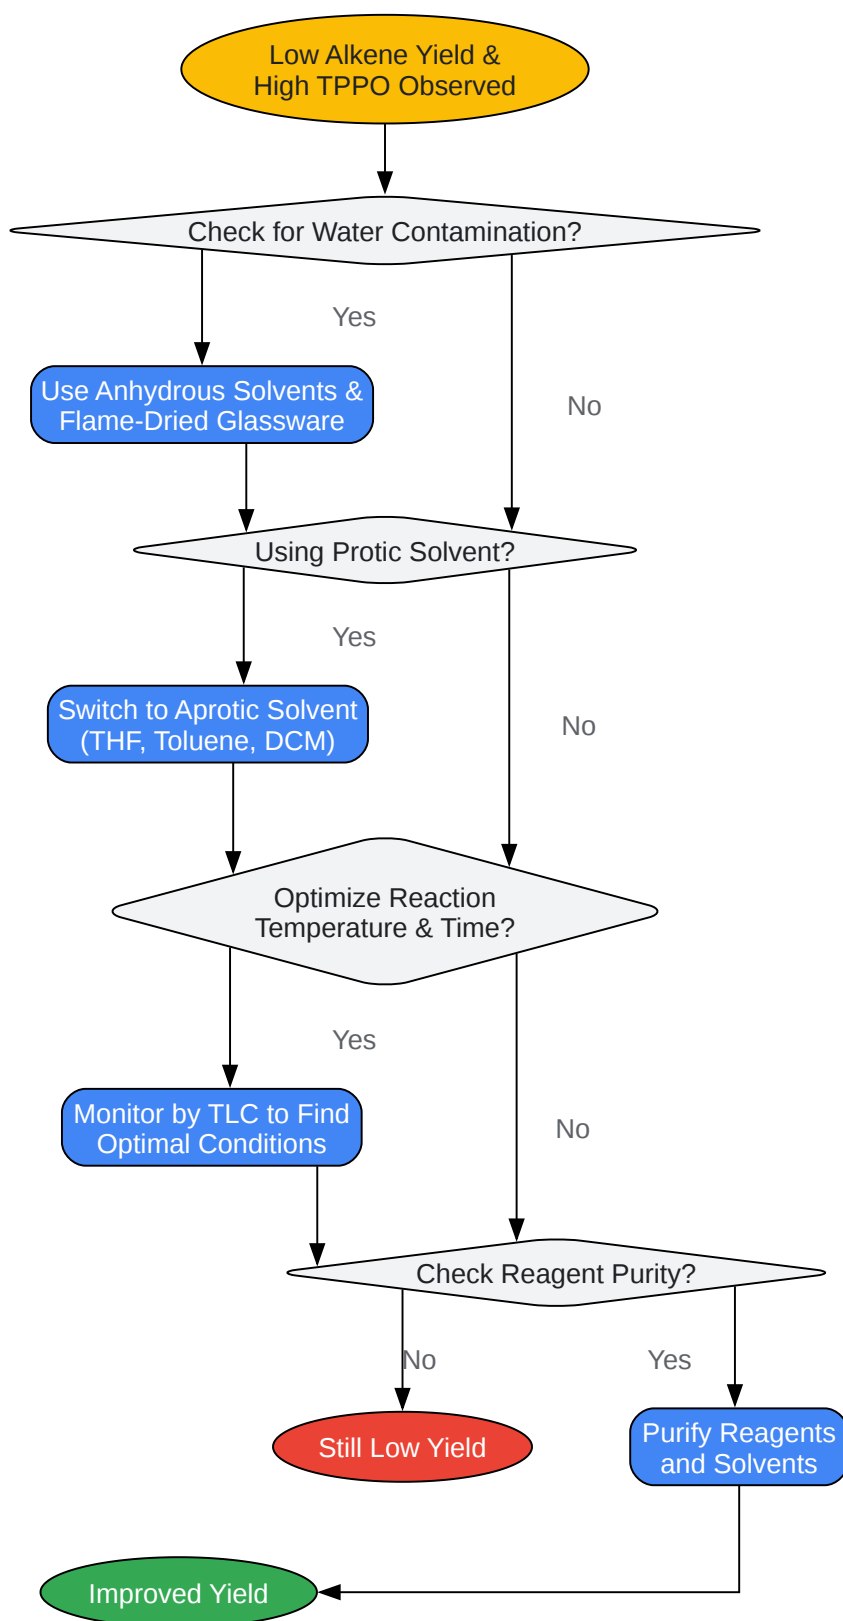 Low Alkene Yield &
High TPPO Observed
Check for Water Contamination?
Yes
Use Anhydrous Solvents &
Flame-Dried Glassware
No
Using Protic Solvent?
Yes
Switch to Aprotic Solvent
(THF, Toluene, DCM)
No
Optimize Reaction
Temperature & Time?
Yes
Monitor by TLC to Find
Optimal Conditions
No
Check Reagent Purity?
No
Yes
Still Low Yield
Purify Reagents
and Solvents
Improved Yield